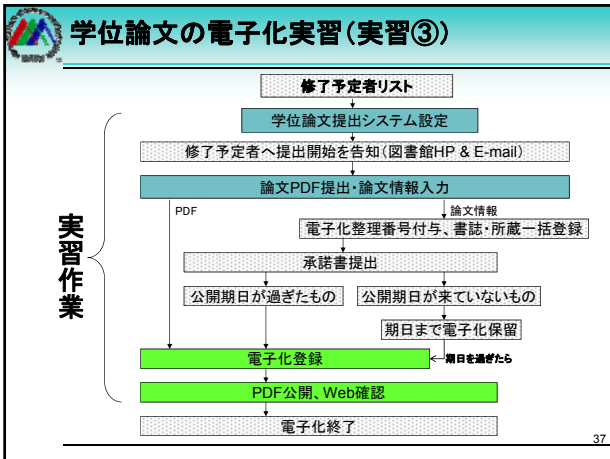 学位論文の電子化実習(実習③)
修了予定者リスト
学位論文提出システム設定
修了予定者へ提出開始を告知(図書館HP & E-mail)
論文PDF提出・論文情報入力
PDF
論文情報
電子化整理番号付与、書誌・所蔵一括登録
承諾書提出
公開期日が過ぎたもの
公開期日が来ていないもの
期日まで電子化保留
電子化登録
期日を過ぎたら
PDF公開、Web確認
電子化終了
実習作業
37